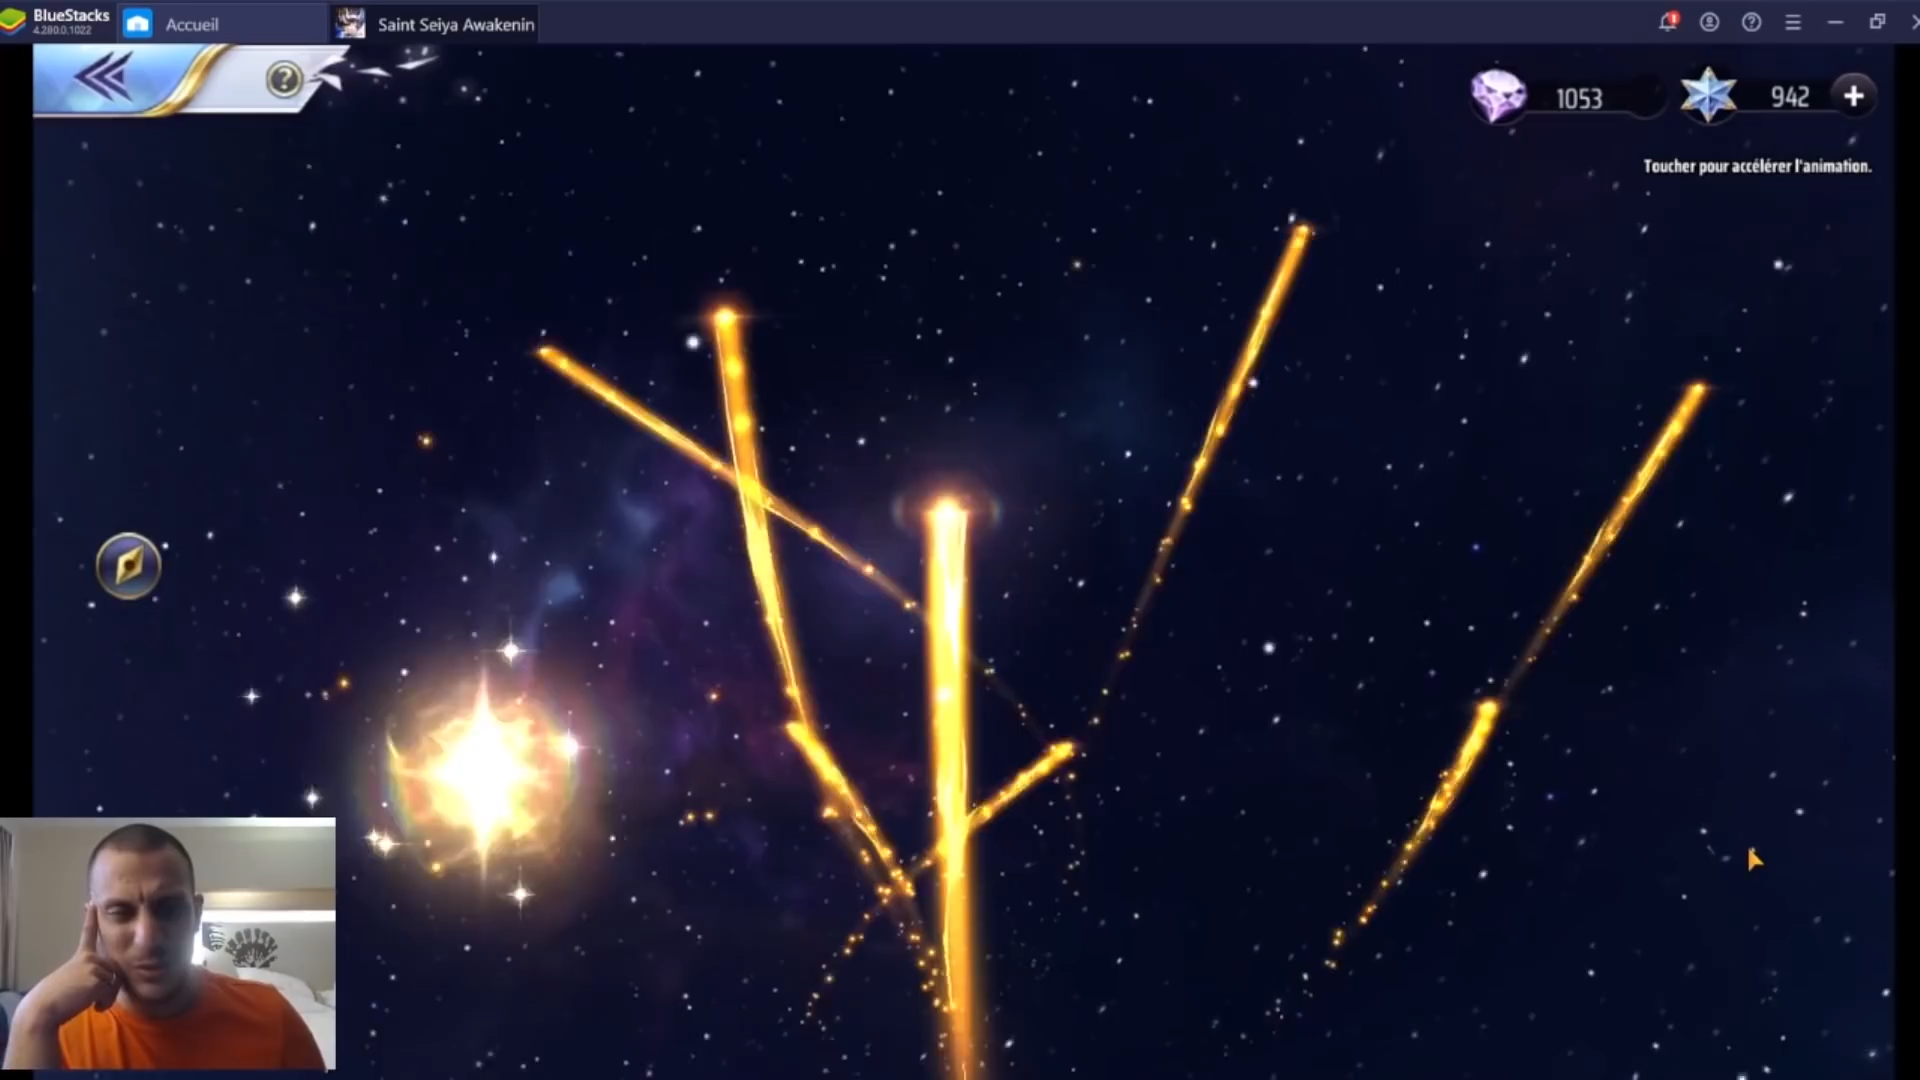 BlueStacks
4.280.0.1022
Accueil
Saint Seiya Awakenin
1053
942
Toucher pour accélérer l'animation.